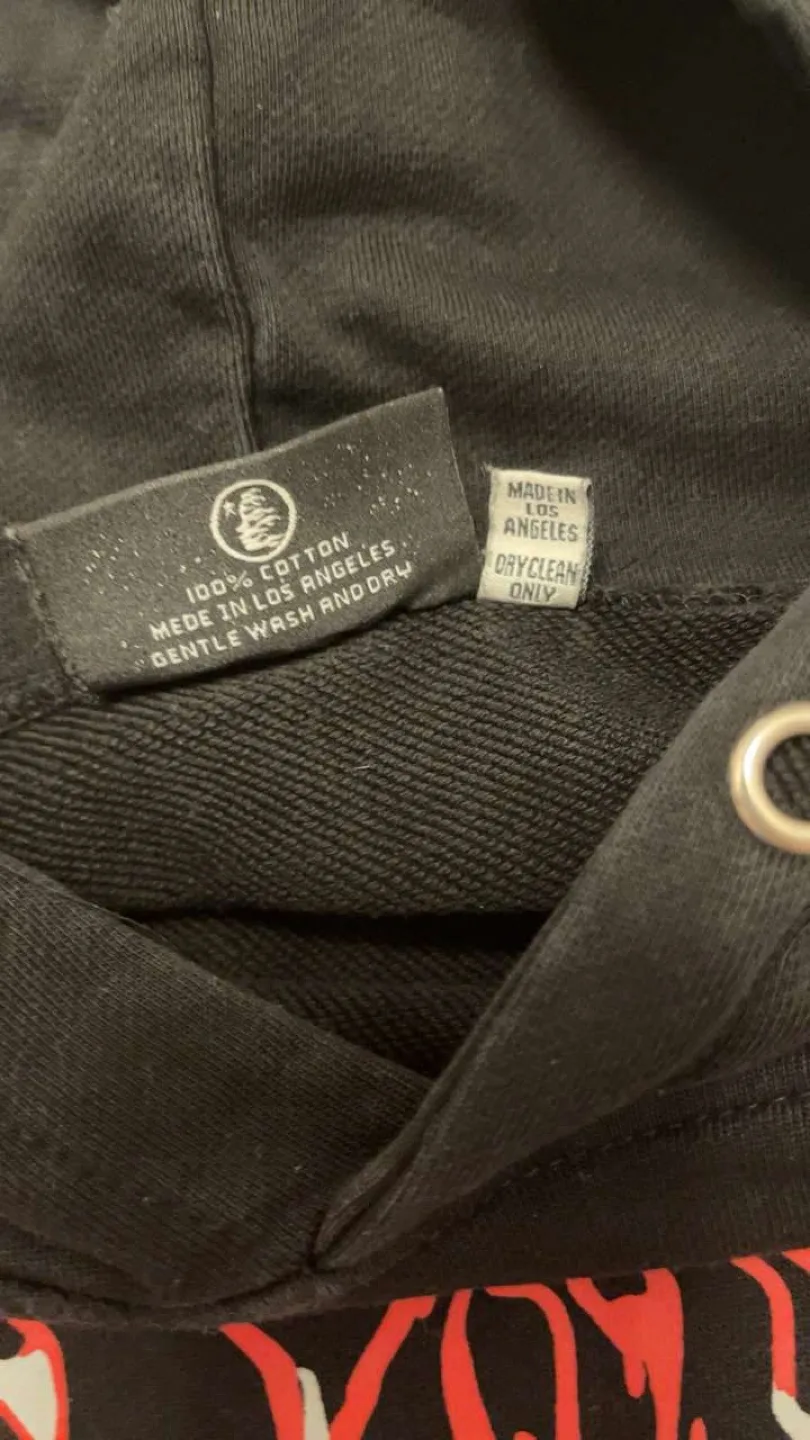 100% COTTON
MEDE IN LOS ANGELES
GENTLE WASH AND DRY
MADE IN
LOS
ANGELES
DRY CLEAN
ONLY